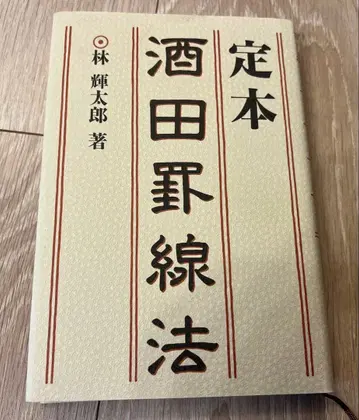 定本
酒田罫線法
林 輝太郎 著